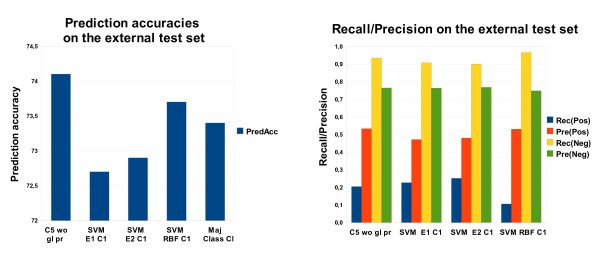 Prediction accuracies
on the external test set
74,5
74
73,5
73
72,5
72
Prediction accuracy
PredAcc
C5 wo
gl pr
SVM
E1 C1
SVM
E2 C1
SVM
RBF C1
Maj
Class Cl
Recall/Precision on the external test set
1,0
0,9
0,8
0,7
0,6
0,5
0,4
0,3
0,2
0,1
0,0
Recall/Precision
Rec(Pos)
Pre(Pos)
Rec(Neg)
Pre(Neg)
C5 wo gl pr
SVM E1 C1
SVM E2 C1
SVM RBF C1